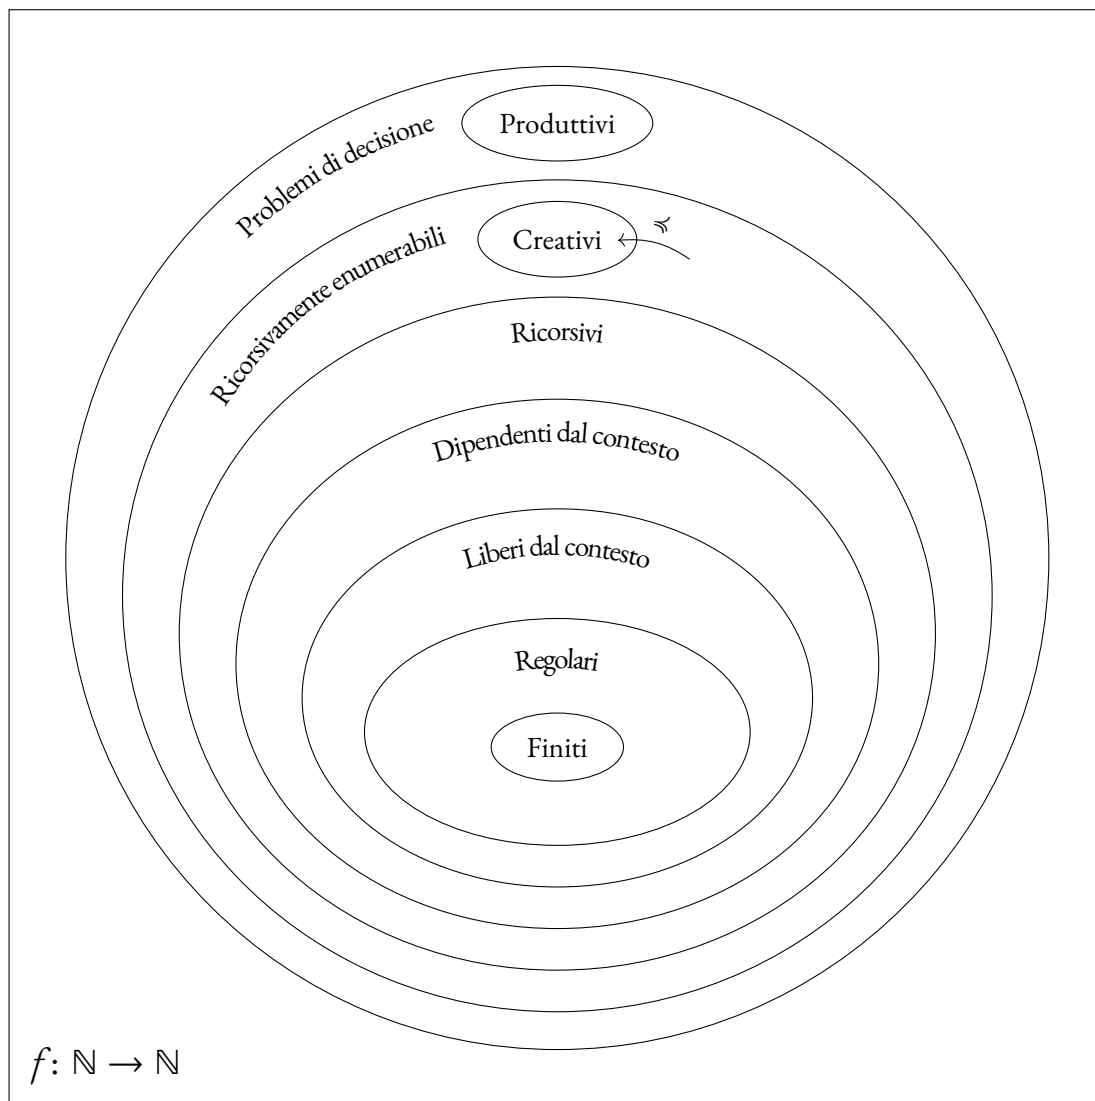 Produttivi
Problemi di decisione
Creativi
≼
Ricorsivamente enumerabili
Ricorsivi
Dipendenti dal contesto
Liberi dal contesto
Regolari
Finiti
f: ℕ → ℕ